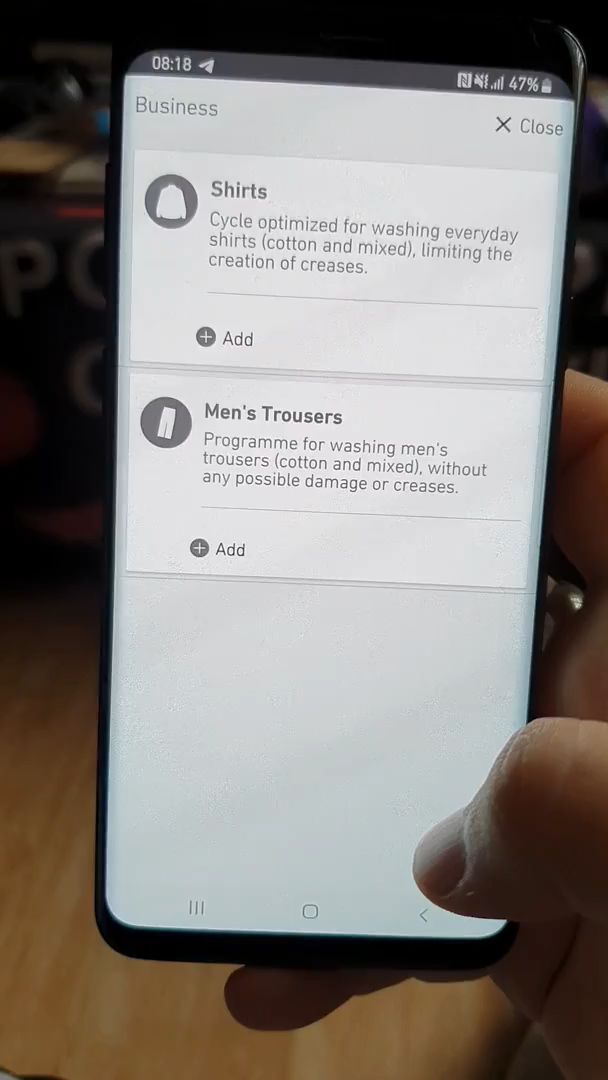 08:18
47%
Business
Close
Shirts
Cycle optimized for washing everyday
shirts (cotton and mixed), limiting the
creation of creases.
Add
Men's Trousers
Programme for washing men's
trousers (cotton and mixed), without
any possible damage or creases.
Add